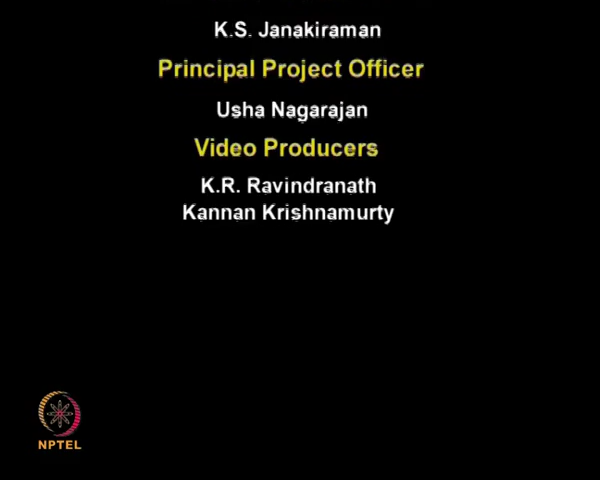 K.S. Janakiraman
Principal Project Officer
Usha Nagarajan
Video Producers
K.R. Ravindranath
Kannan Krishnamurty
NPTEL